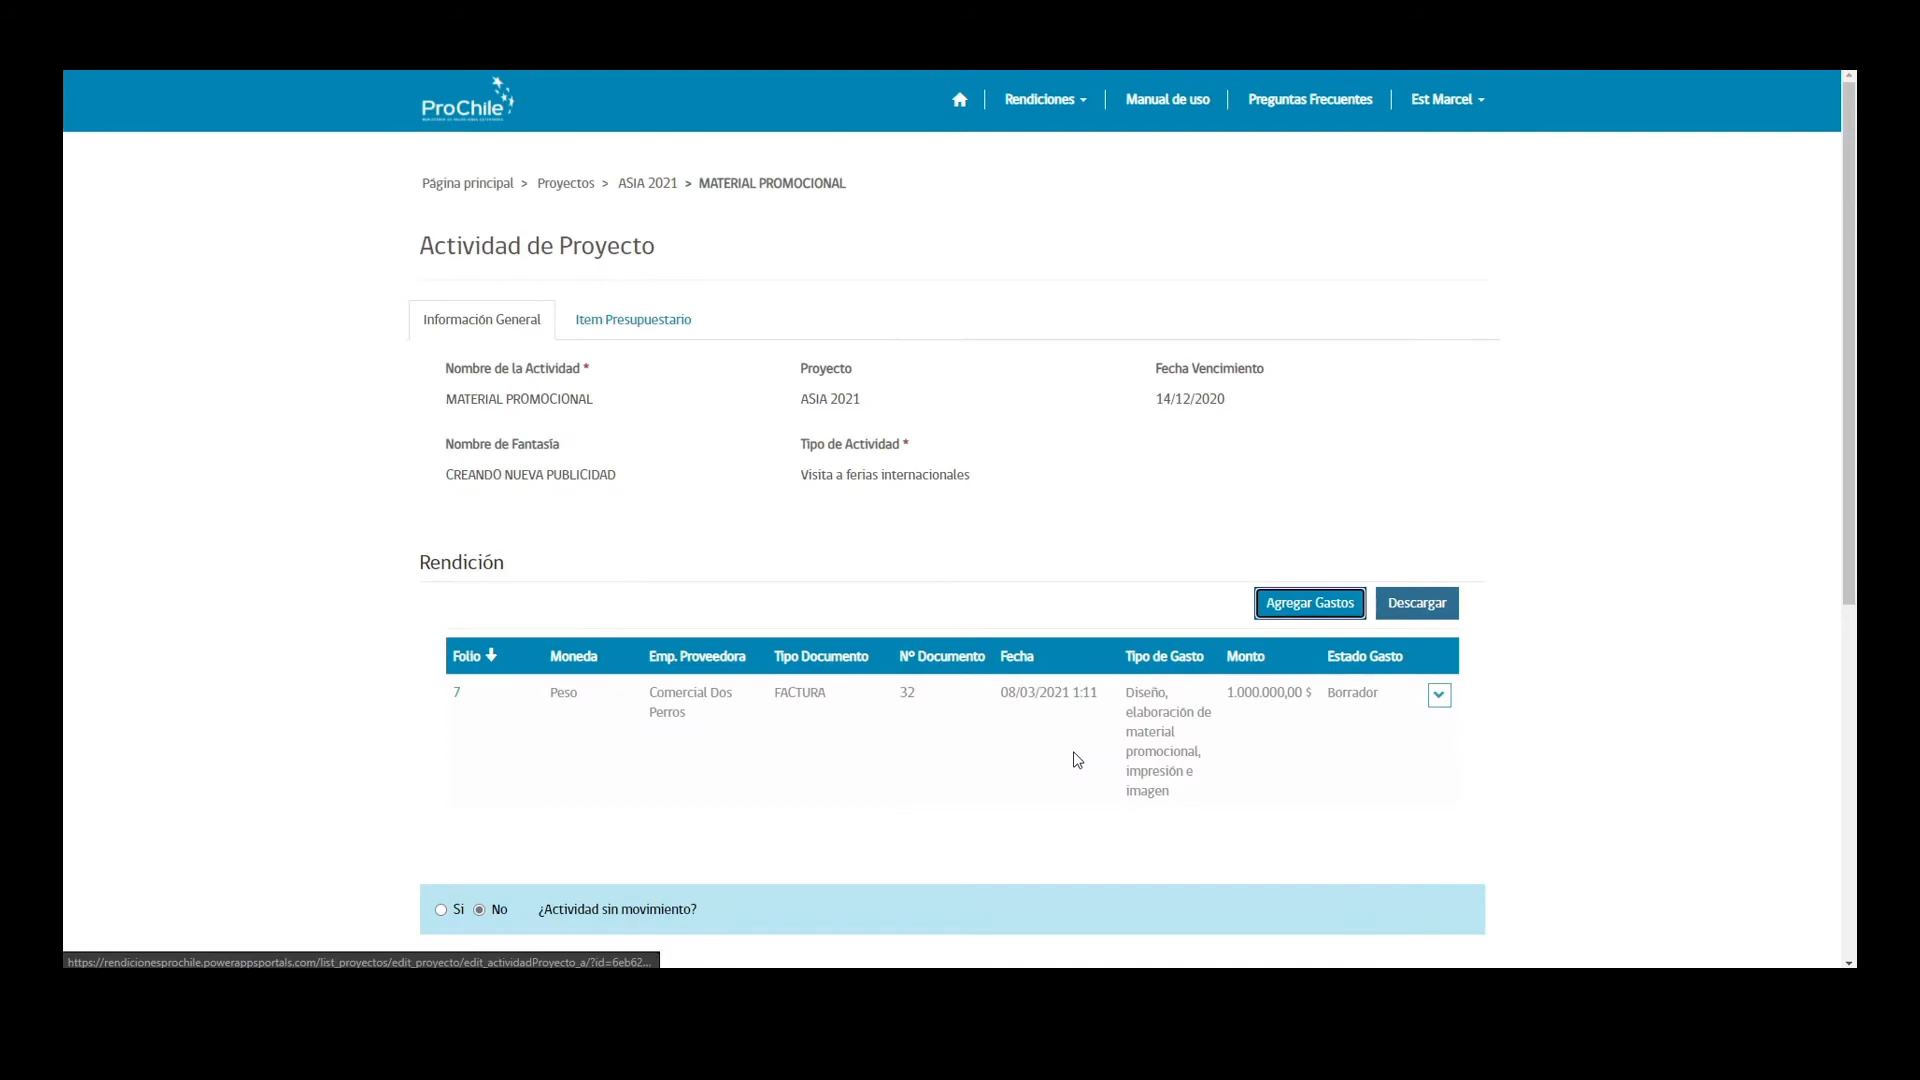 ProChile
Rendiciones
Manual de uso
Preguntas Frecuentes
Est Marcel
Página principal > Proyectos > ASIA 2021 > MATERIAL PROMOCIONAL
Actividad de Proyecto
Información General
Item Presupuestario
Nombre de la Actividad *
Proyecto
Fecha Vencimiento
MATERIAL PROMOCIONAL
ASIA 2021
14/12/2020
Nombre de Fantasía
Tipo de Actividad *
CREANDO NUEVA PUBLICIDAD
Visita a ferias internacionales
Rendición
Agregar Gastos
Descargar
Folio
Moneda
Emp. Proveedora
Tipo Documento
Nº Documento
Fecha
Tipo de Gasto
Monto
Estado Gasto
7
Peso
Comercial Dos
Perros
FACTURA
32
08/03/2021 1:11
Diseño,
elaboración de
material
promocional,
impresión e
imagen
1.000.000,00 $
Borrador
Si
No
¿Actividad sin movimiento?
https://rendicionesprochile.powerappsportals.com/list_proyectos/edit_proyecto/edit_actividadProyecto_a/?id=6eb62...